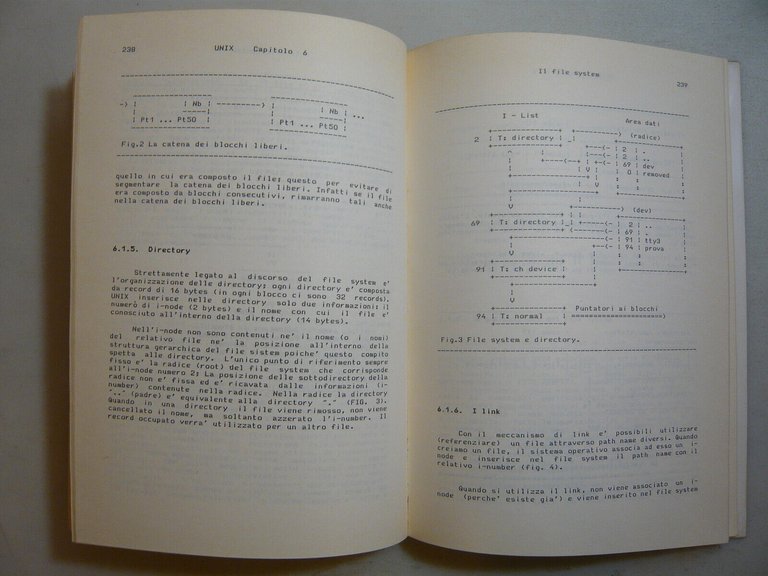 238 UNIX Capitolo 6
-) | | Nb | ----------) | | Nb | ...
| Pt1 ... Pt50 | | Pt1 ... Pt50 |
Fig.2 La catena dei blocchi liberi.
quello in cui era composto il file; questo per evitare di
segmentare la catena dei blocchi liberi. Infatti se il file
era composto da blocchi consecutivi, rimarranno tali anche
nella catena dei blocchi liberi.
6.1.5. Directory
Strettamente legato al discorso del file system e'
l'organizzazione delle directory; ogni directory e' composta
da record di 16 bytes (in ogni blocco ci sono 32 records).
UNIX inserisce nelle directory solo due informazioni: il
numero di i-node (2 bytes) e il nome con cui il file e'
conosciuto all'interno della directory (14 bytes).
Nell'i-node non sono contenuti ne' il nome (o i nomi)
del relativo file ne' la posizione all'interno della
struttura gerarchica del file sistem poiche' questo compito
spetta alle directory. L'unico punto di riferimento sempre
fisso e' la radice (root) del file system che corrisponde
all'i-node numero 2; La posizione delle sottodirectory della
radice non e' fissa ed e' ricavata dalle informazioni (i-
number) contenute nella radice. Nella radice la directory
".." (padre) e' equivalente alla directory "." (FIG. 3).
Quando in una directory il file viene rimosso, non viene
cancellato il nome, ma soltanto azzerato l'i-number. Il
record occupato verra' utilizzato per un altro file.
Il file system 239
I - List Area dati
(radice)
2 | T: directory | 2 | .
2 | ..
69 | dev
0 | removed
(dev)
69 | T: directory | 2 | ..
69 | .
91 | tty3
94 | prova
91 | T: ch device |
Puntatori ai blocchi
94 | T: normal | =====================)
Fig.3 File system e directory.
6.1.6. I link
Con il meccanismo di link e' possibili utilizzare
(referenziare) un file attraverso path name diversi. Quando
creiamo un file, il sistema operativo associa ad esso un i-
node e inserisce nel file system il path name con il
relativo i-number (fig. 4).
Quando si utilizza il link, non viene associato un i-
node (perche' esiste gia') e viene inserito nel file system